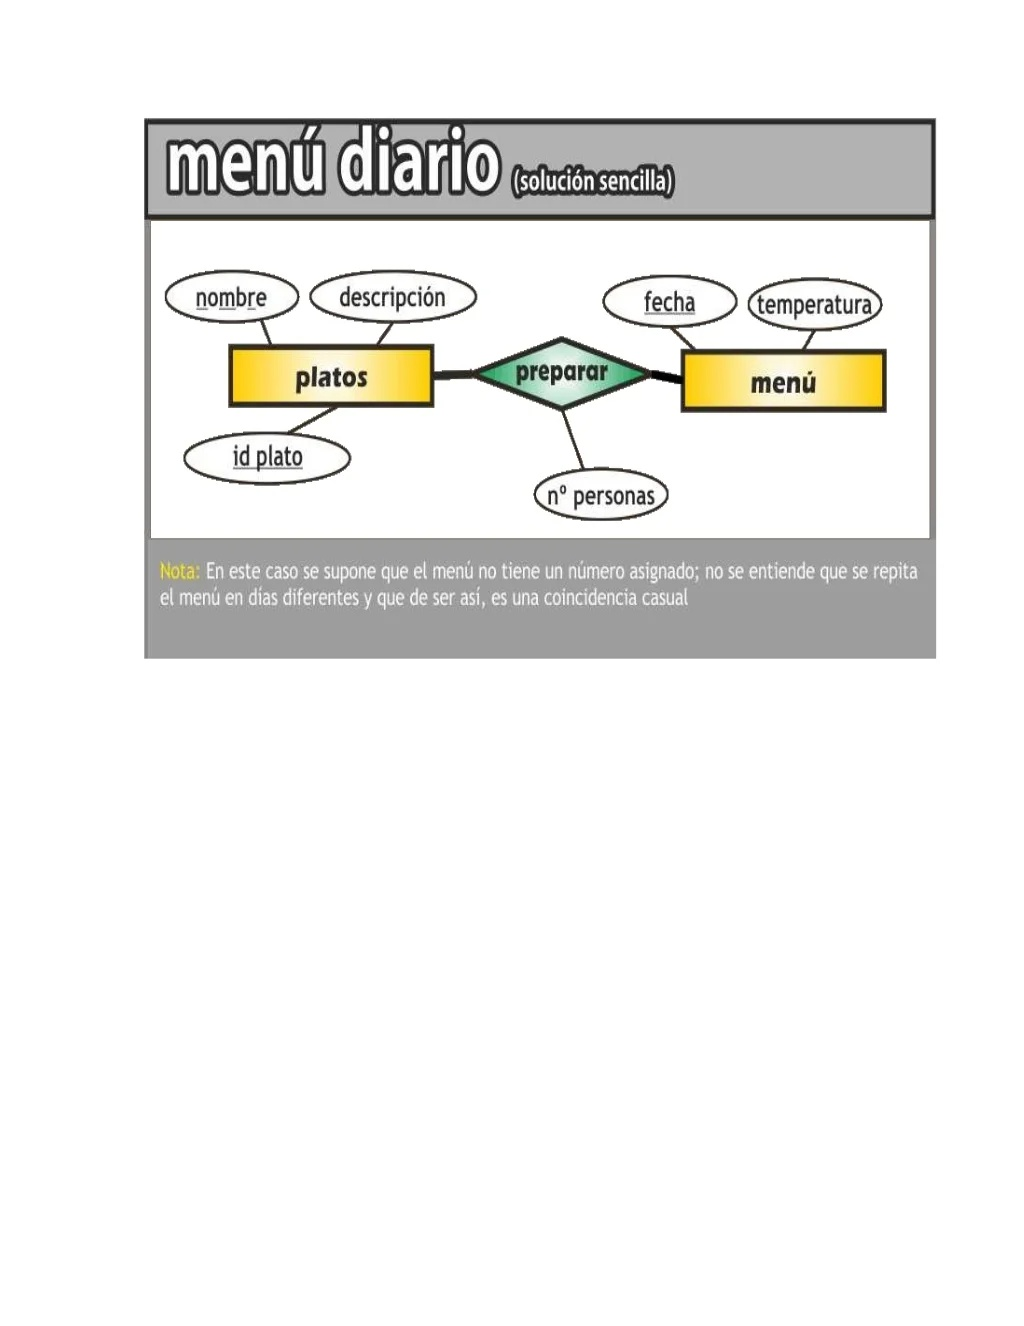 menú diario (solución sencilla)
nombre
descripción
fecha
temperatura
platos
preparar
menú
id plato
nº personas
Nota: En este caso se supone que el menú no tiene un número asignado; no se entiende que se repita
el menú en días diferentes y que de ser así, es una coincidencia casual